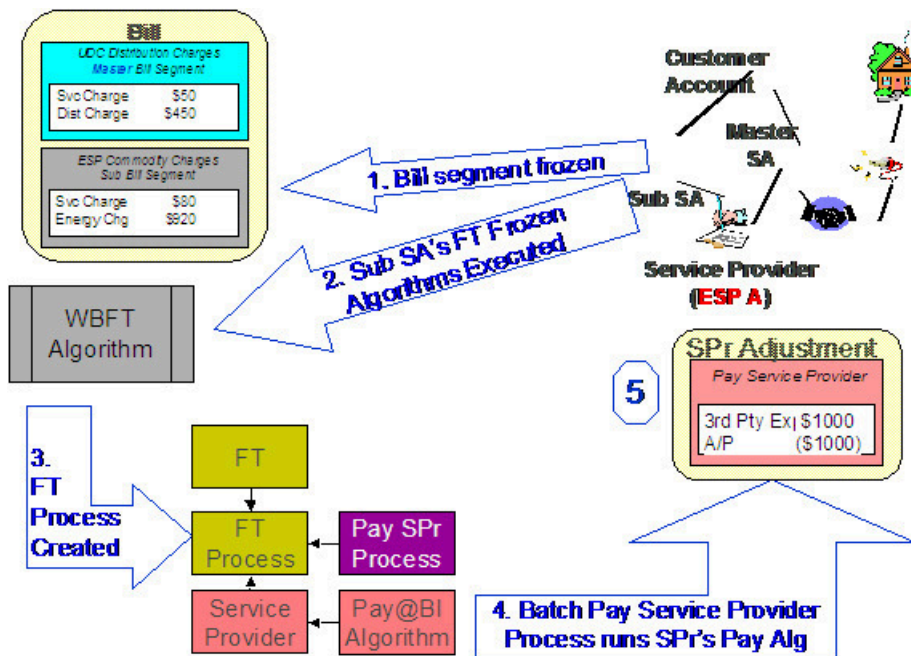 Bill
UDC Distribution Charges
Master Bill Segment
Svc Charge $50
Dist Charge $450
ESP Commodity Charges
Sub Bill Segment
Svc Charge $80
Energy Chg $920
Customer
Account
Master
SA
Sub SA
Service Provider
(ESP A)
1. Bill segment frozen
2. Sub SA's FT Frozen
Algorithms Executed
WBFT
Algorithm
SPr Adjustment
Pay Service Provider
3rd Pty Exp $1000
A/P ($1000)
5
3.
FT
Process
Created
FT
FT
Process
Pay SPr
Process
Service
Provider
Pay@BI
Algorithm
4. Batch Pay Service Provider
Process runs SPr's Pay Alg